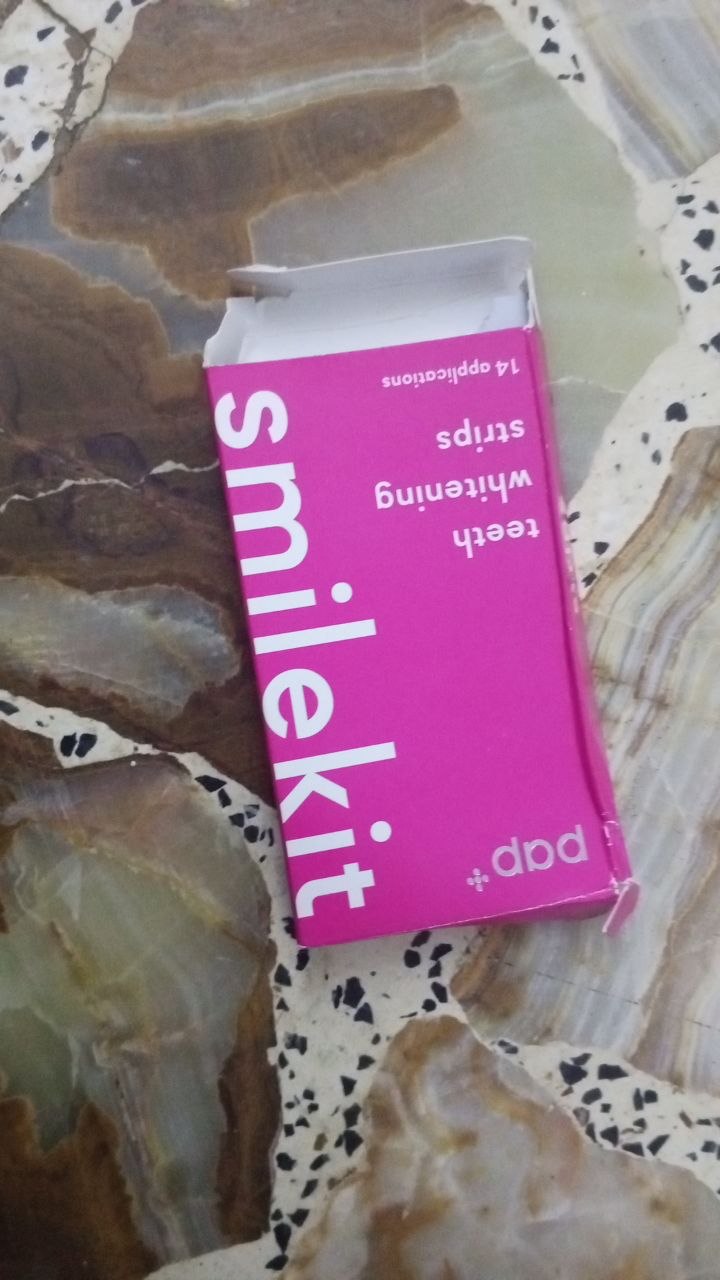 smilekit
pap+
teeth
whitening
strips
14 applications